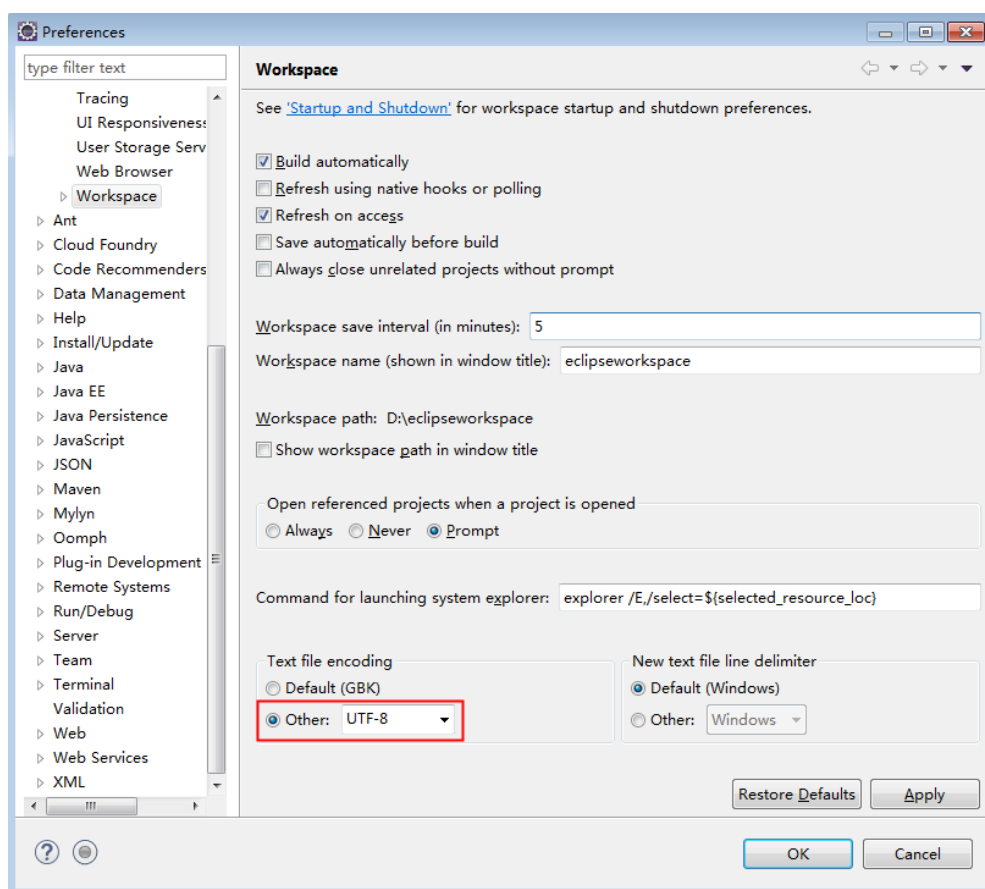 Preferences
type filter text
Tracing
UI Responsiveness
User Storage Serv
Web Browser
Workspace
Ant
Cloud Foundry
Code Recommenders
Data Management
Help
Install/Update
Java
Java EE
Java Persistence
JavaScript
JSON
Maven
Mylyn
Oomph
Plug-in Development
Remote Systems
Run/Debug
Server
Team
Terminal
Validation
Web
Web Services
XML
Workspace
See 'Startup and Shutdown' for workspace startup and shutdown preferences.
Build automatically
Refresh using native hooks or polling
Refresh on access
Save automatically before build
Always close unrelated projects without prompt
Workspace save interval (in minutes): 5
Workspace name (shown in window title): eclipseworkspace
Workspace path: D:\eclipseworkspace
Show workspace path in window title
Open referenced projects when a project is opened
Always Never Prompt
Command for launching system explorer: explorer /E,/select=${selected_resource_loc}
Text file encoding
Default (GBK)
Other: UTF-8
New text file line delimiter
Default (Windows)
Other: Windows
Restore Defaults Apply
OK Cancel